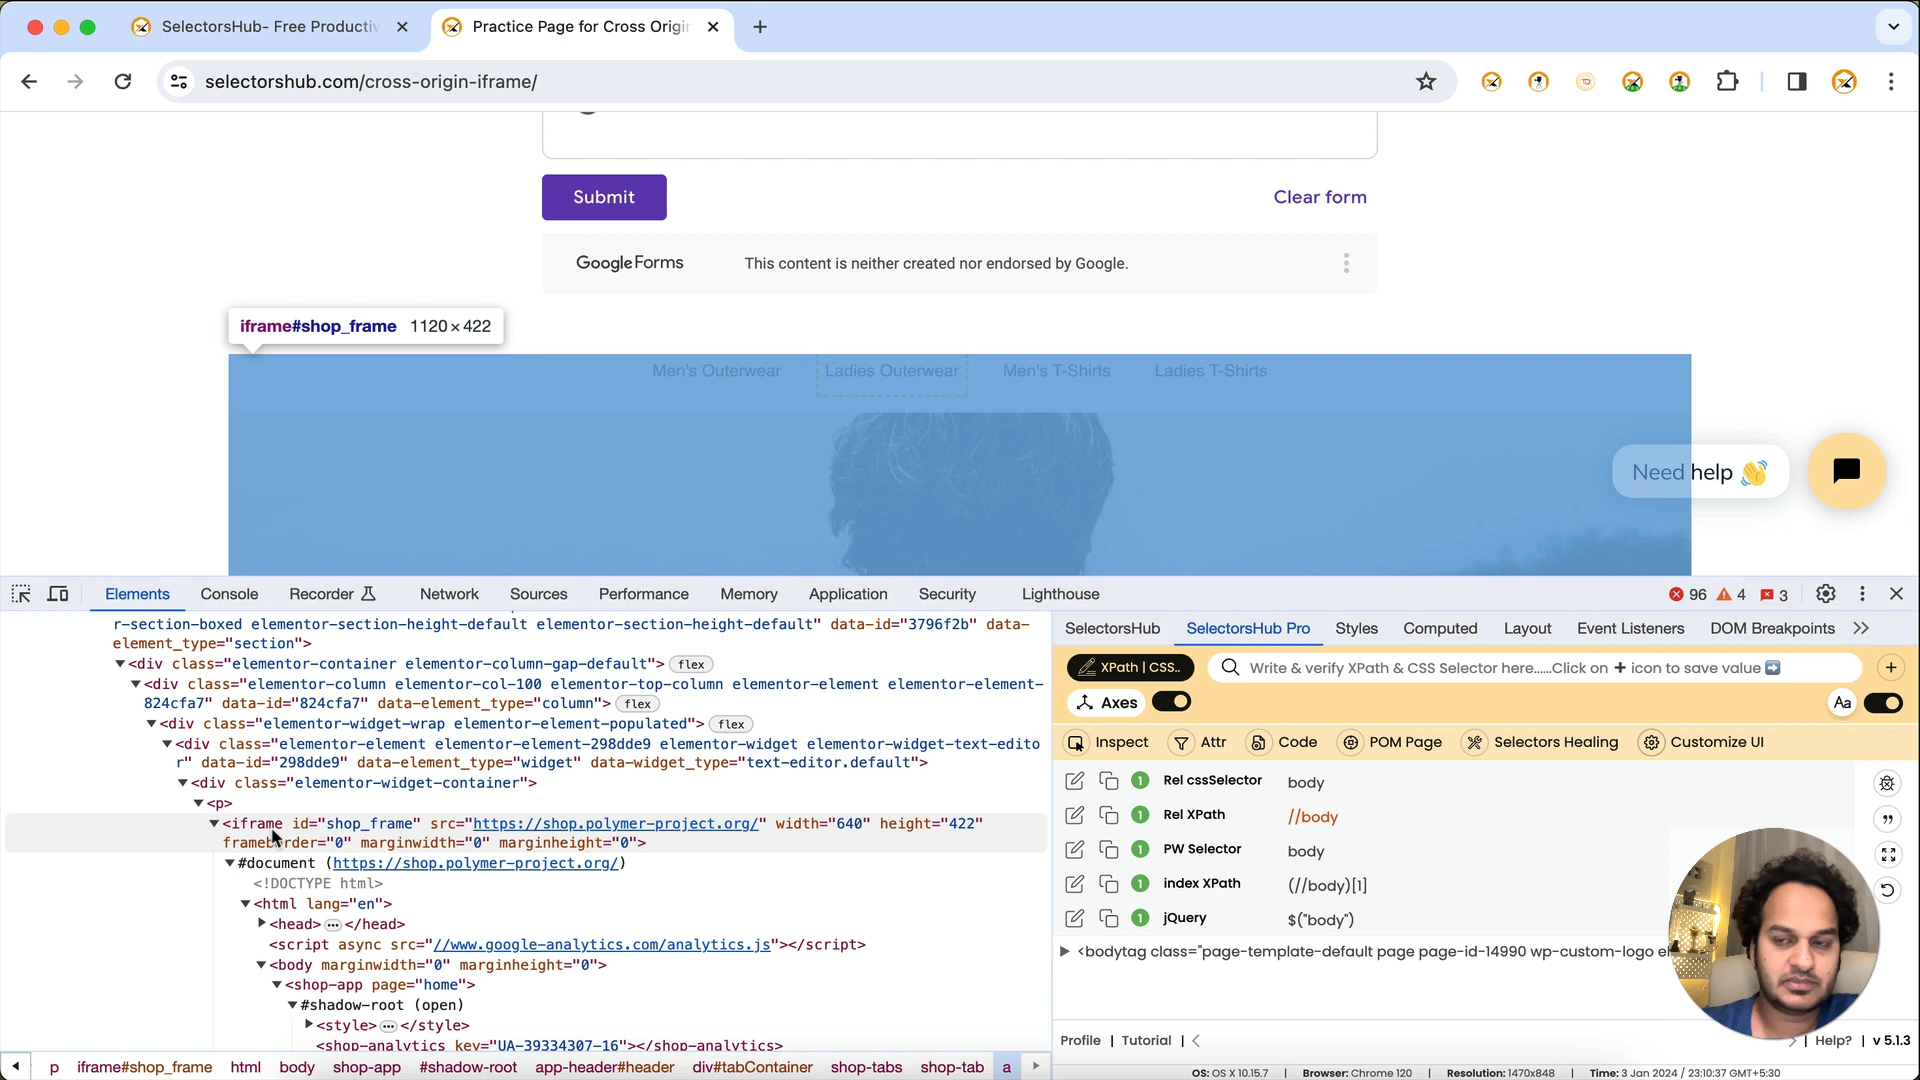 SelectorsHub- Free Productiv
Practice Page for Cross Origin
selectorshub.com/cross-origin-iframe/
Submit
Clear form
Google Forms
This content is neither created nor endorsed by Google.
iframe#shop_frame 1120 × 422
Men's Outerwear
Ladies Outerwear
Men's T-Shirts
Ladies T-Shirts
Need help 👋
Elements
Console
Recorder
Network
Sources
Performance
Memory
Application
Security
Lighthouse
96
4
3
r-section-boxed elementor-section-height-default elementor-section-height-default" data-id="3796f2b" data-
element_type="section">
<div class="elementor-container elementor-column-gap-default"> flex
<div class="elementor-column elementor-col-100 elementor-top-column elementor-element elementor-element-
824cfa7" data-id="824cfa7" data-element_type="column"> flex
<div class="elementor-widget-wrap elementor-element-populated"> flex
<div class="elementor-element elementor-element-298dde9 elementor-widget elementor-widget-text-edito
r" data-id="298dde9" data-element_type="widget" data-widget_type="text-editor.default">
<div class="elementor-widget-container">
<p>
<iframe id="shop_frame" src="https://shop.polymer-project.org/" width="640" height="422"
frameborder="0" marginwidth="0" marginheight="0">
#document (https://shop.polymer-project.org/)
<!DOCTYPE html>
<html lang="en">
<head> ••• </head>
<script async src="//www.google-analytics.com/analytics.js"></script>
<body marginwidth="0" marginheight="0">
<shop-app page="home">
#shadow-root (open)
<style> ••• </style>
<shop-analytics key="UA-39334307-16"></shop-analytics>
p
iframe#shop_frame
html
body
shop-app
#shadow-root
app-header#header
div#tabContainer
shop-tabs
shop-tab
a
SelectorsHub
SelectorsHub Pro
Styles
Computed
Layout
Event Listeners
DOM Breakpoints
XPath | CSS..
Write & verify XPath & CSS Selector here......Click on + icon to save value ➡️
Axes
Aa
Inspect
Attr
Code
POM Page
Selectors Healing
Customize UI
1 Rel cssSelector body
1 Rel XPath //body
1 PW Selector body
1 index XPath (//body)[1]
1 jQuery $("body")
<bodytag class="page-template-default page page-id-14990 wp-custom-logo el
Profile | Tutorial |
| Help? | v 5.1.3
OS: OS X 10.15.7 | Browser: Chrome 120 | Resolution: 1470x848 | Time: 3 Jan 2024 / 23:10:37 GMT+5:30